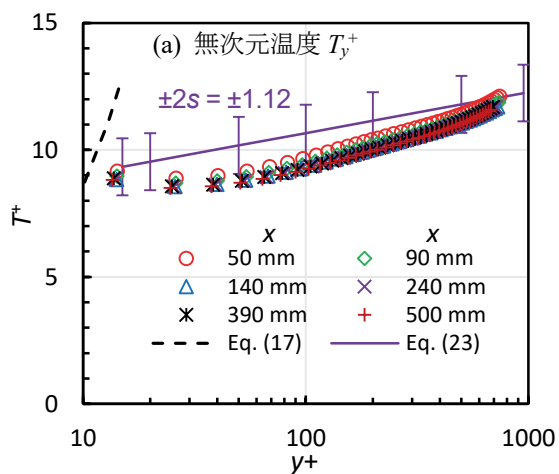 15
(a) 無次元温度 Ty+
±2s = ±1.12
10
T+
x x
50 mm 90 mm
5
140 mm 240 mm
390 mm 500 mm
Eq. (17) Eq. (23)
0
10 100 1000
y+